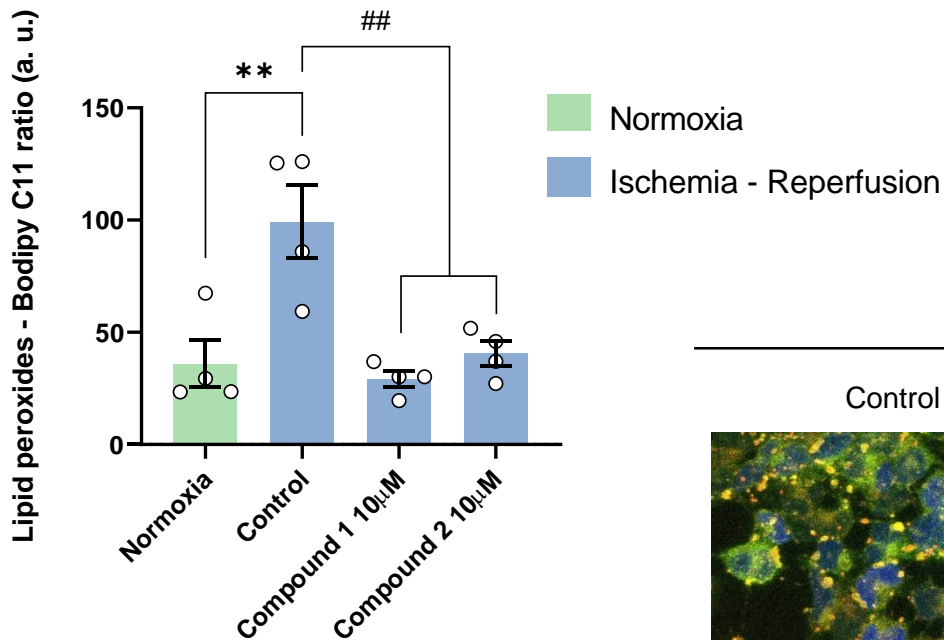 Lipid peroxides - Bodipy C11 ratio (a. u.)
##
**
150
100
50
0
Normoxia
Control
Compound 1 10μM
Compound 2 10μM
Normoxia
Ischemia - Reperfusion
Control